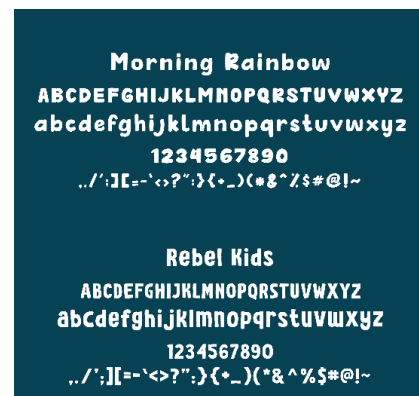 Morning Rainbow
ABCDEFGHIJKLMNOPQRSTUVWXYZ
abcdefghijklmnopqrstuvwxyz
1234567890
,./';][=-`<>?":}{+_)(*&^%$#@!~
Rebel Kids
ABCDEFGHIJKLMNOPQRSTUVWXYZ
abcdefghijklmnopqrstuvwxyz
1234567890
,./';][=-`<>?":}{+_)(*&^%$#@!~